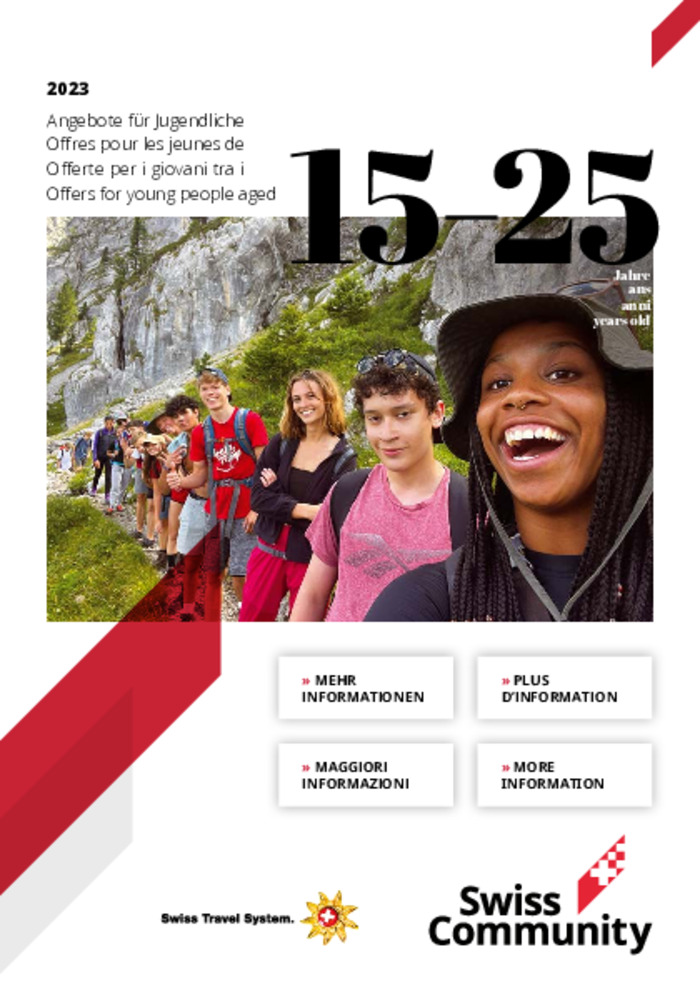 2023
Angebote für Jugendliche
Offres pour les jeunes de
Offerte per i giovani tra i
Offers for young people aged
15–25
Jahre
ans
anni
years old
» MEHR
INFORMATIONEN
» PLUS
D'INFORMATION
» MAGGIORI
INFORMAZIONI
» MORE
INFORMATION
Swiss Travel System.
Swiss
Community